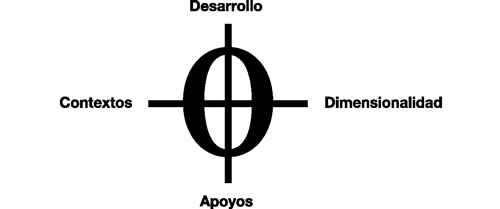 Desarrollo
Contextos
Dimensionalidad
Apoyos